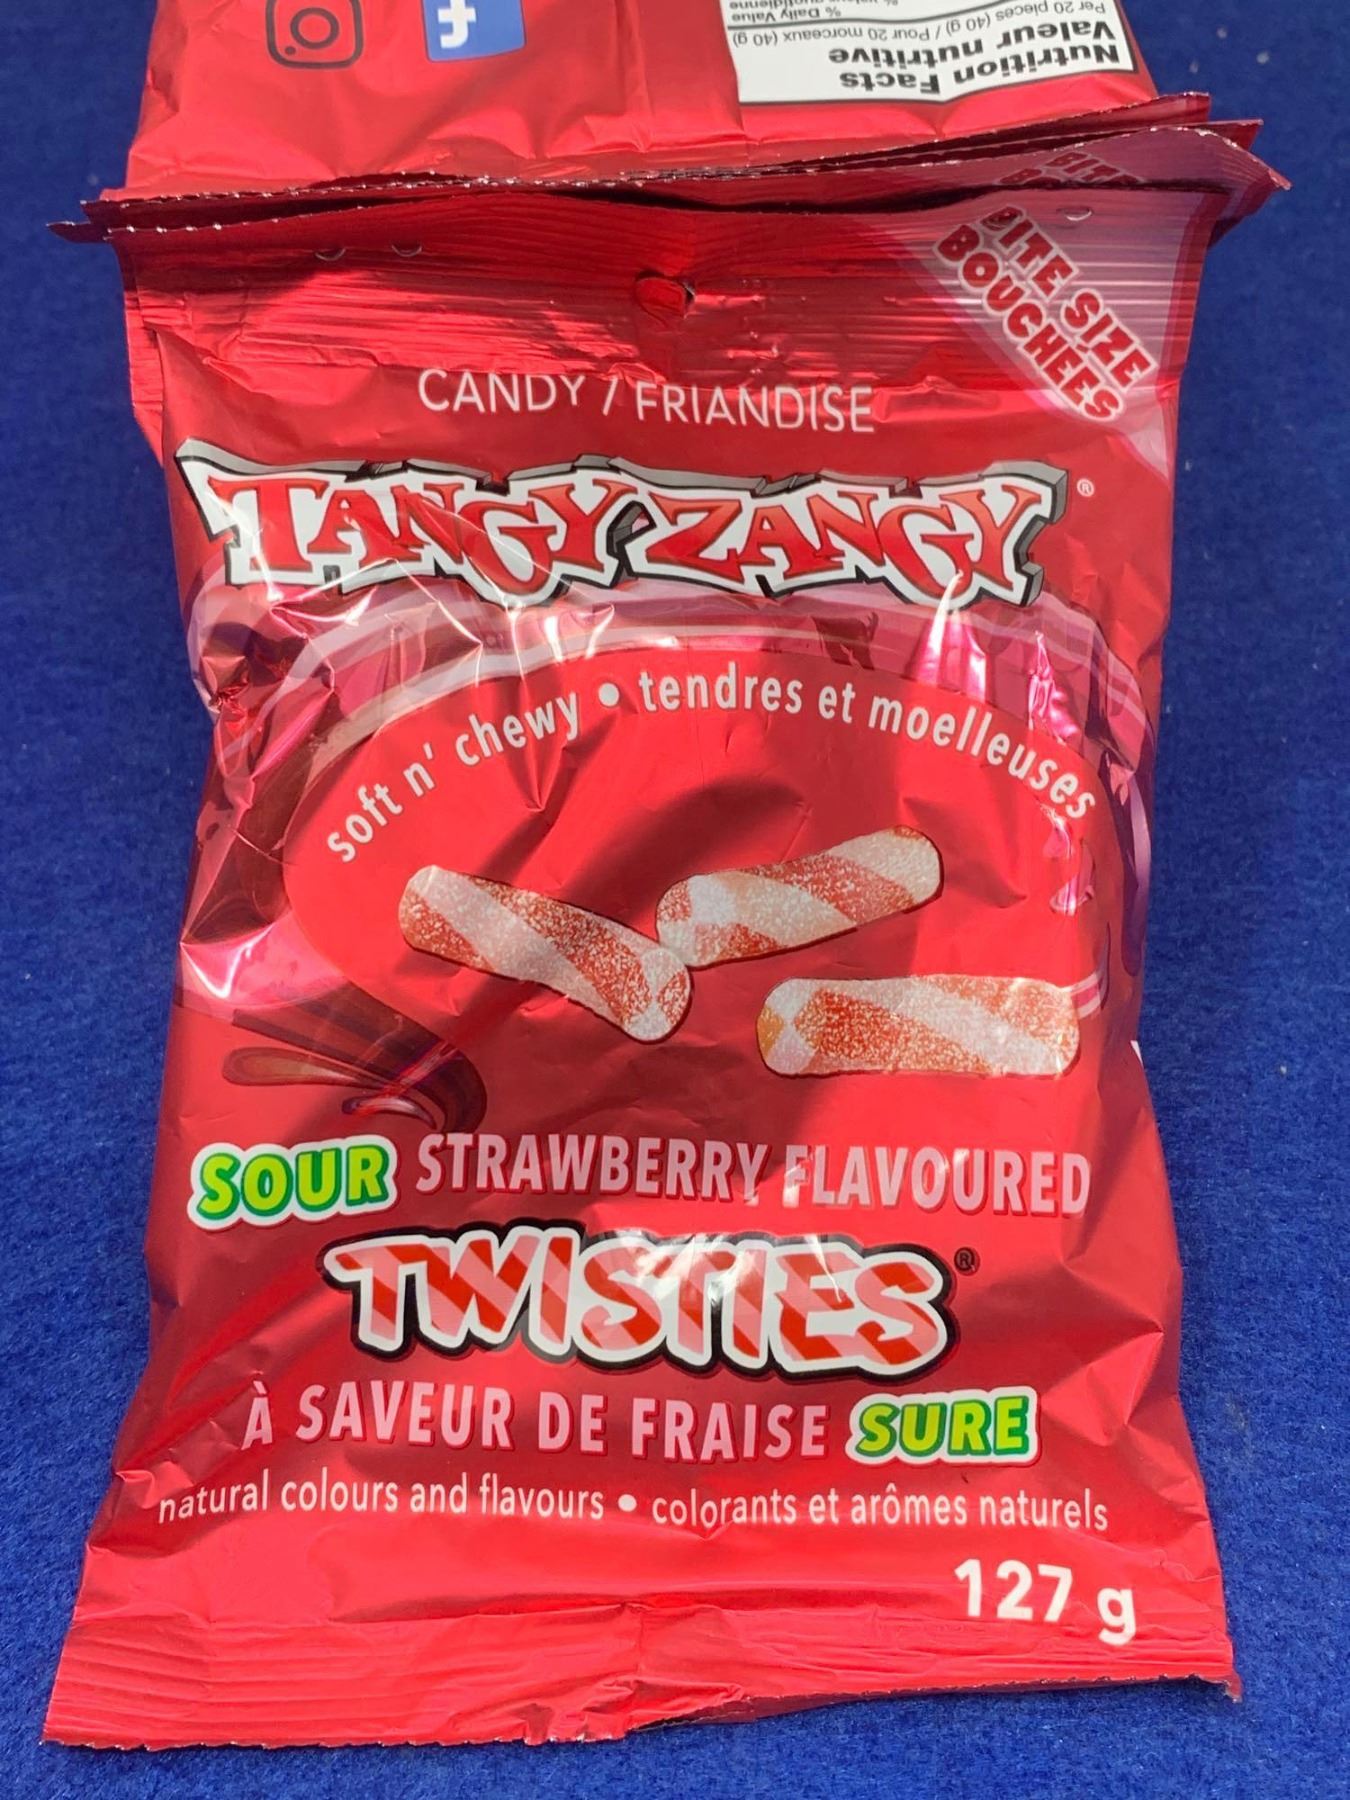 Nutrition Facts
Valeur nutritive
Per 20 pieces (40 g) / Pour 20 morceaux (40 g)
% Daily Value
BITE SIZE
BOUCHEES
CANDY / FRIANDISE
TANGY ZANGY®
soft n' chewy • tendres et moelleuses
SOUR STRAWBERRY FLAVOURED
TWISTIES®
À SAVEUR DE FRAISE SURE
natural colours and flavours • colorants et arômes naturels
127 g